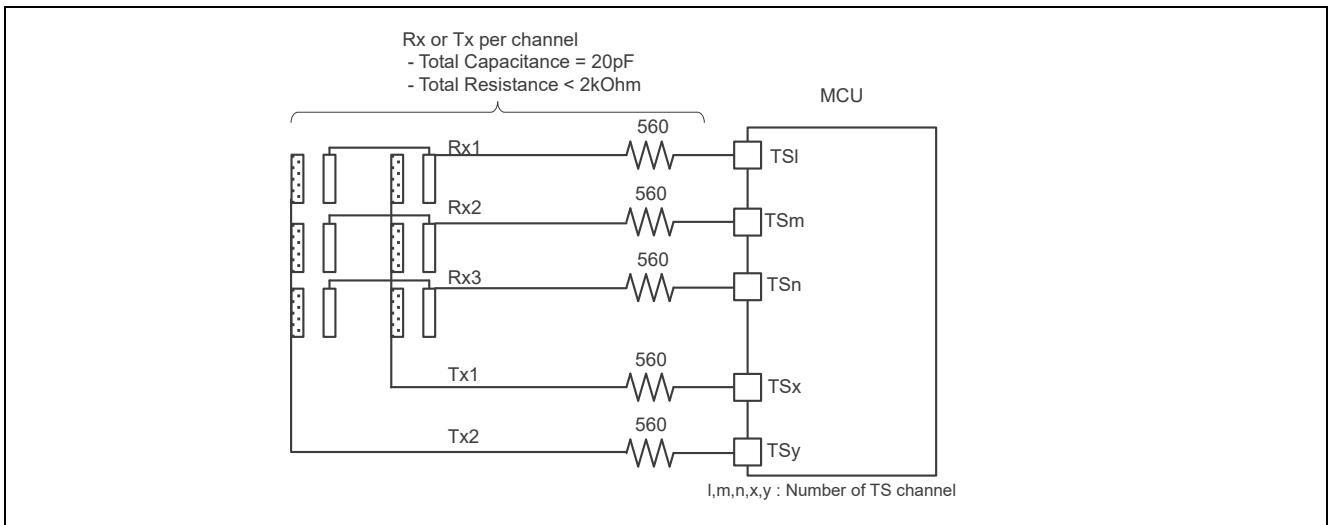 Rx or Tx per channel
- Total Capacitance = 20pF
- Total Resistance < 2kOhm
MCU
560
Rx1
TSl
560
Rx2
TSm
560
Rx3
TSn
560
Tx1
TSx
560
Tx2
TSy
l,m,n,x,y : Number of TS channel